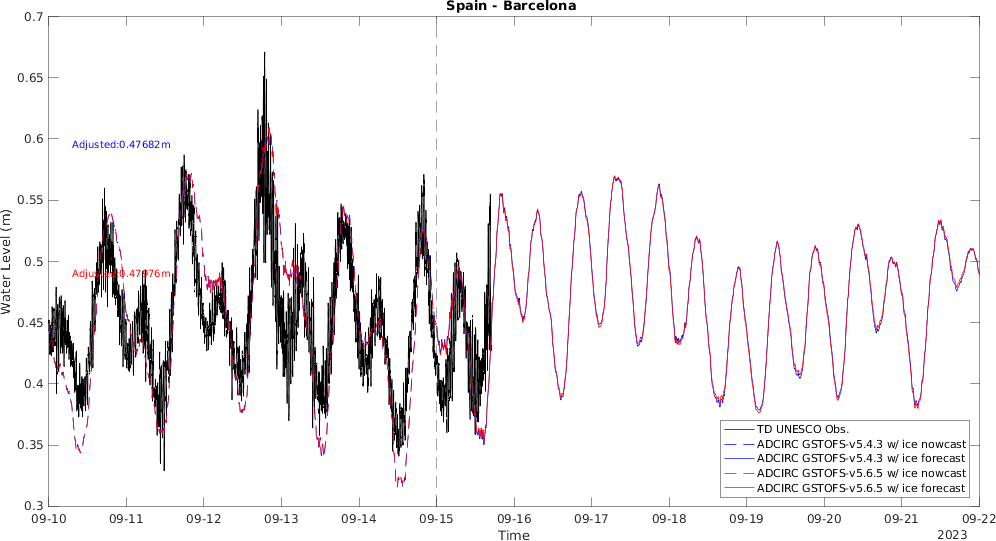 Spain - Barcelona
0.7
0.65
0.6
0.55
0.5
0.45
0.4
0.35
0.3
Water Level (m)
Adjusted:0.47682m
Adjusted:0.47976m
TD UNESCO Obs.
ADCIRC GSTOFS-v5.4.3 w/ ice nowcast
ADCIRC GSTOFS-v5.4.3 w/ ice forecast
ADCIRC GSTOFS-v5.6.5 w/ ice nowcast
ADCIRC GSTOFS-v5.6.5 w/ ice forecast
09-10 09-11 09-12 09-13 09-14 09-15 09-16 09-17 09-18 09-19 09-20 09-21 09-22
Time
2023